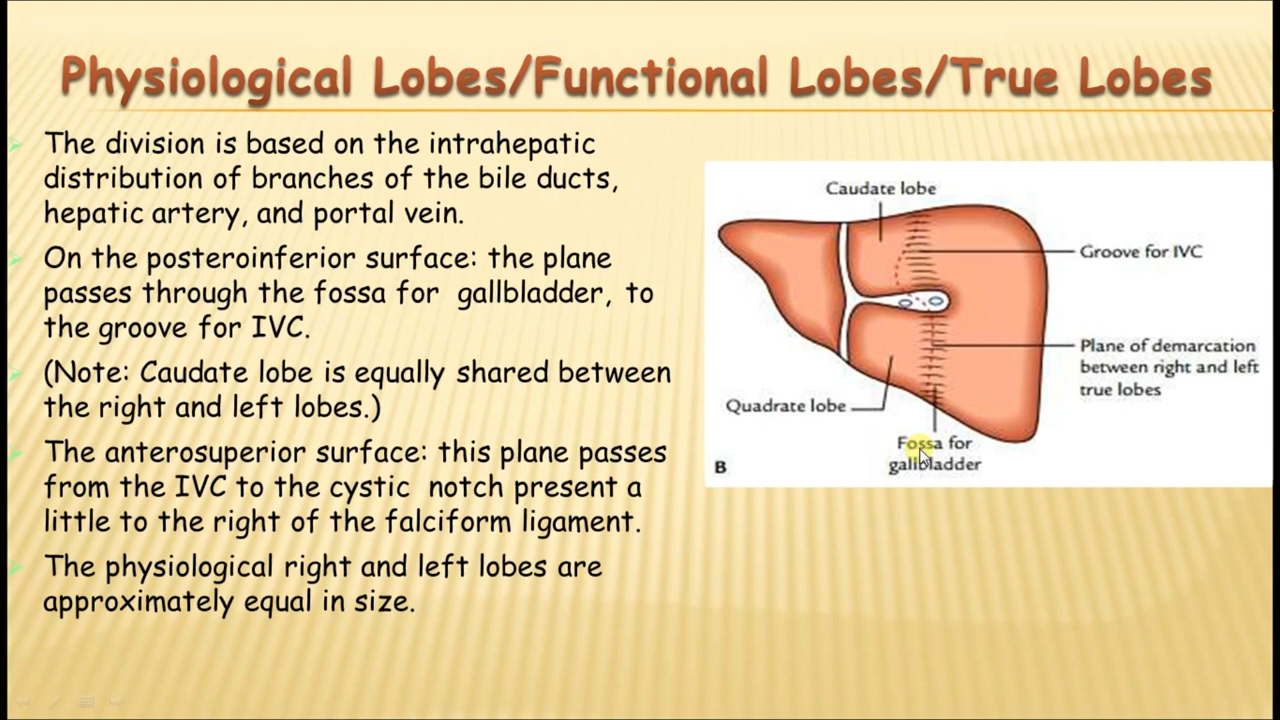 Physiological Lobes/Functional Lobes/True Lobes
The division is based on the intrahepatic
distribution of branches of the bile ducts,
hepatic artery, and portal vein.
On the posteroinferior surface: the plane
passes through the fossa for gallbladder, to
the groove for IVC.
(Note: Caudate lobe is equally shared between
the right and left lobes.)
The anterosuperior surface: this plane passes
from the IVC to the cystic notch present a
little to the right of the falciform ligament.
The physiological right and left lobes are
approximately equal in size.
Caudate lobe
Groove for IVC
Plane of demarcation
between right and left
true lobes
Quadrate lobe
Fossa for
gallbladder
B